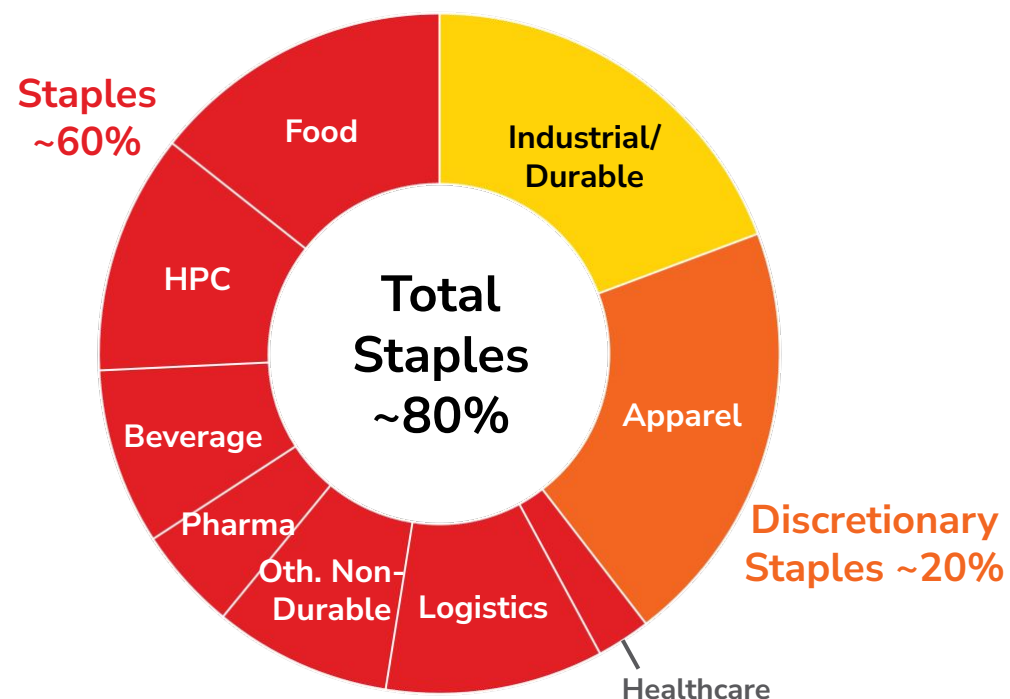 Staples
~60%
Food
Industrial/
Durable
HPC
Total
Staples
~80%
Apparel
Beverage
Pharma
Oth. Non-
Durable
Logistics
Discretionary
Staples ~20%
Healthcare